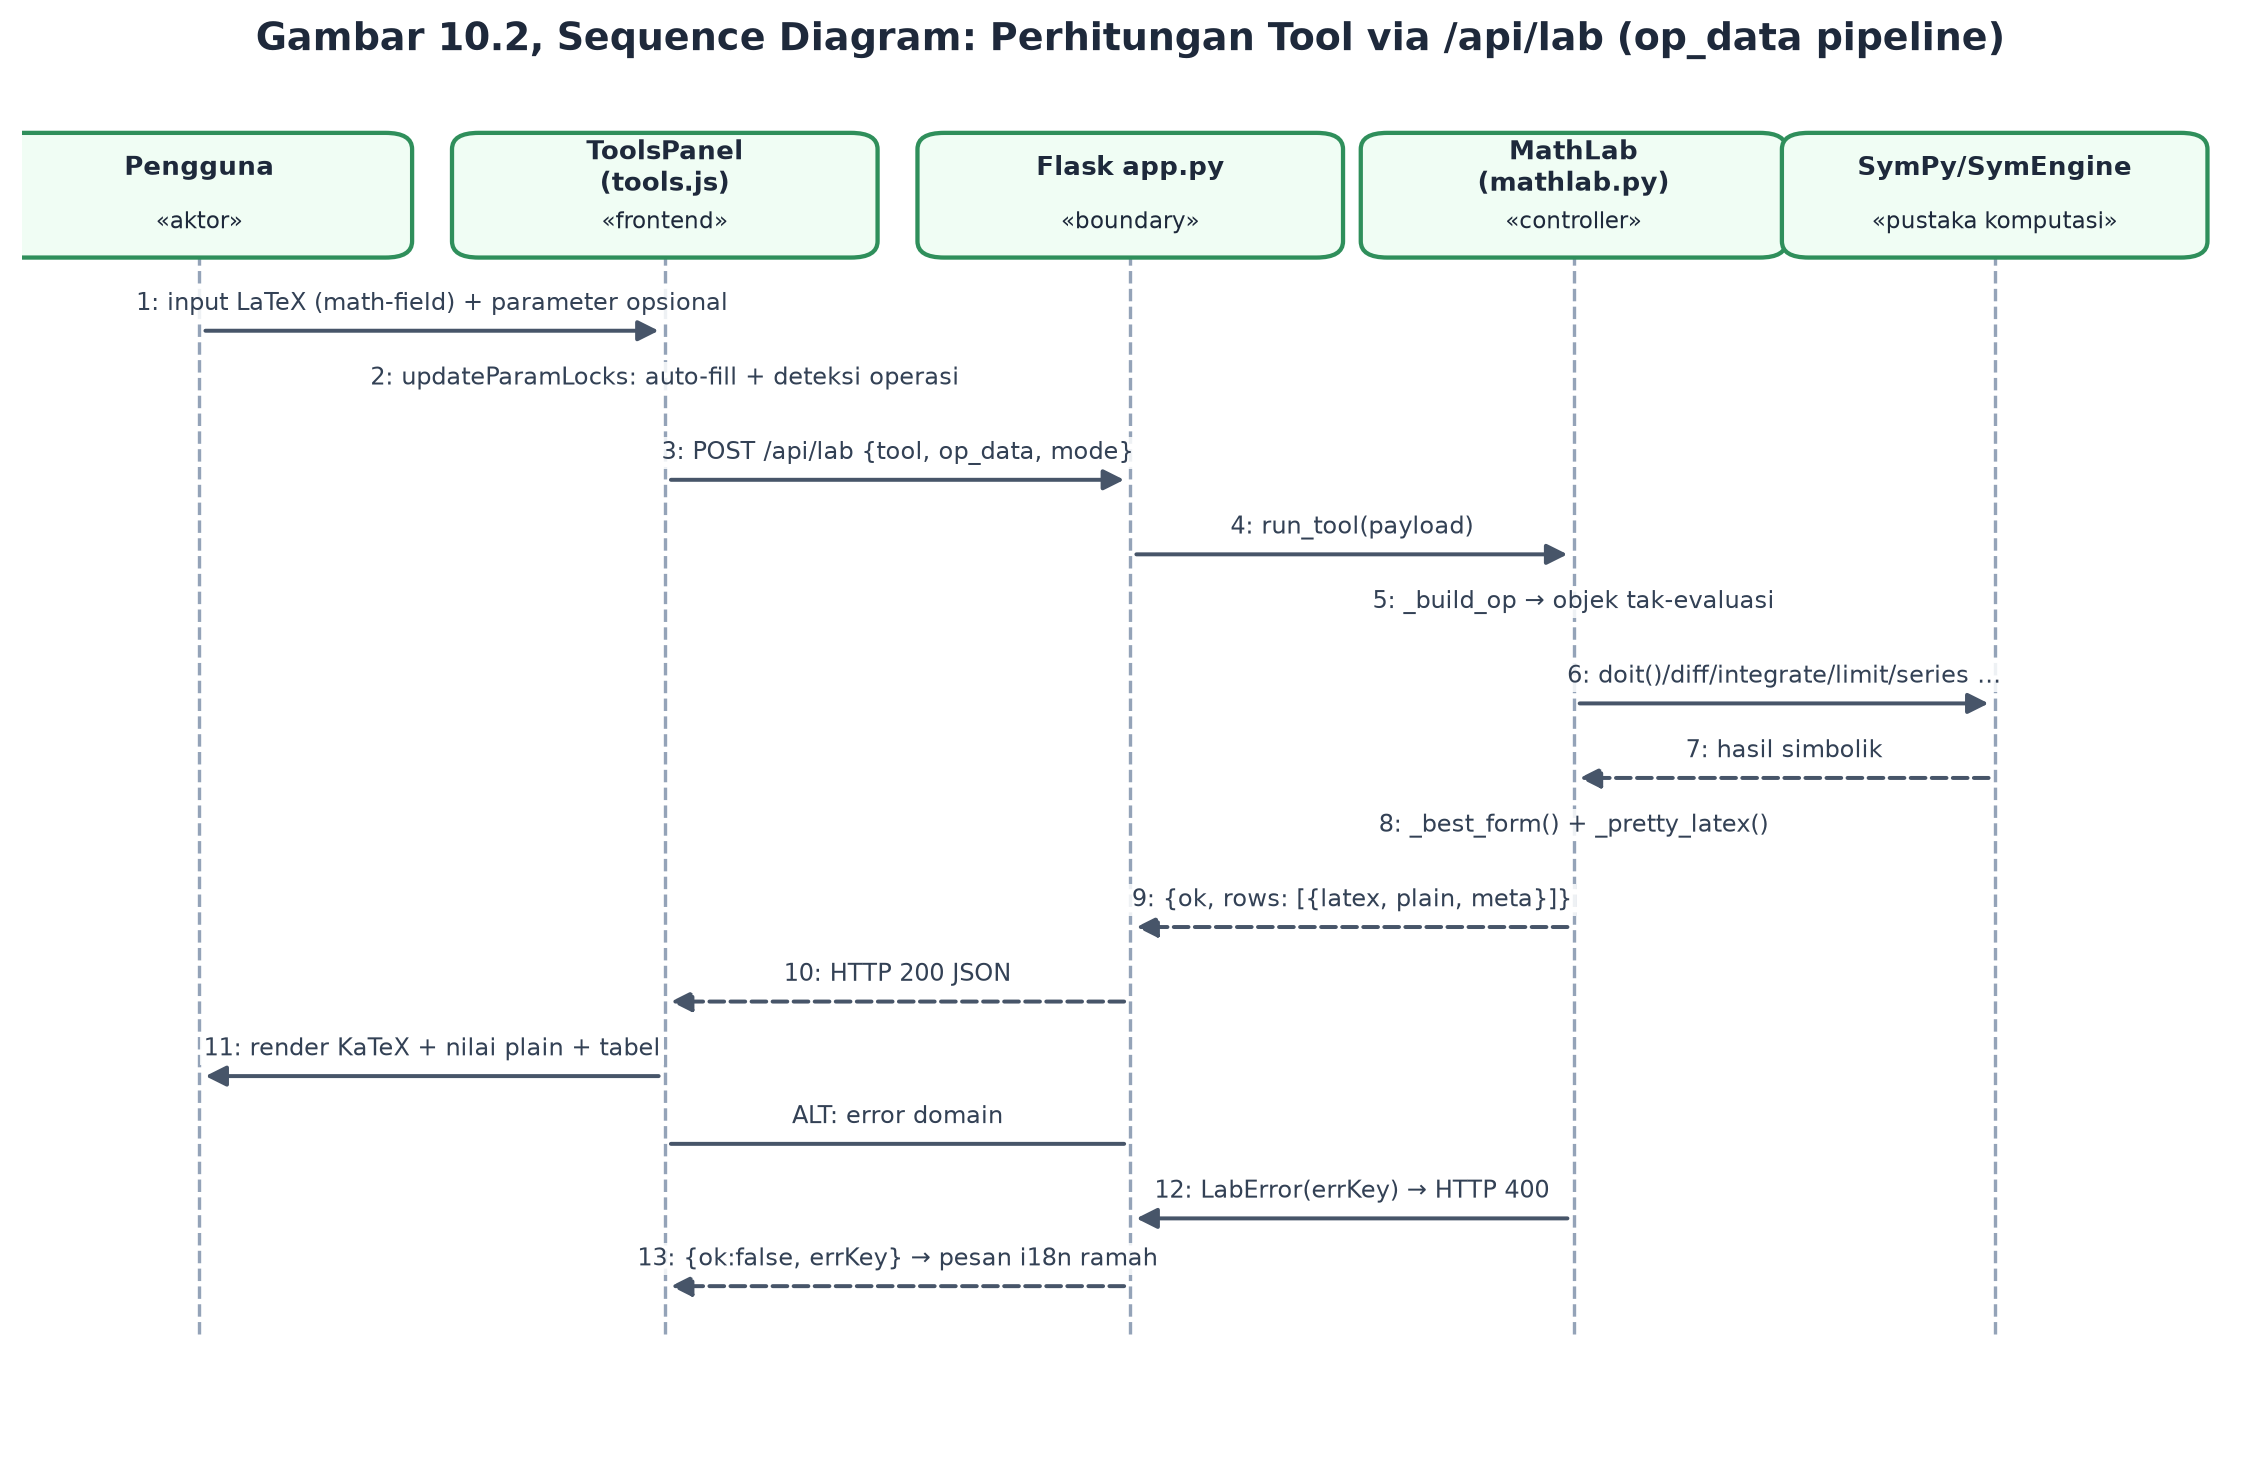 Gambar 10.2, Sequence Diagram: Perhitungan Tool via /api/lab (op_data pipeline)
Pengguna
«aktor»
ToolsPanel
(tools.js)
«frontend»
Flask app.py
«boundary»
MathLab
(mathlab.py)
«controller»
SymPy/SymEngine
«pustaka komputasi»
1: input LaTeX (math-field) + parameter opsional
2: updateParamLocks: auto-fill + deteksi operasi
3: POST /api/lab {tool, op_data, mode}
4: run_tool(payload)
5: _build_op → objek tak-evaluasi
6: doit()/diff/integrate/limit/series ...
7: hasil simbolik
8: _best_form() + _pretty_latex()
9: {ok, rows: [{latex, plain, meta}]}
10: HTTP 200 JSON
11: render KaTeX + nilai plain + tabel
ALT: error domain
12: LabError(errKey) → HTTP 400
13: {ok:false, errKey} → pesan i18n ramah